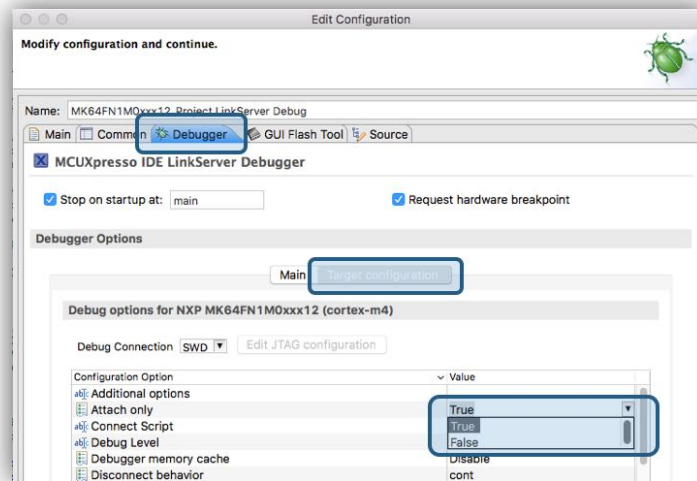 Edit Configuration
Modify configuration and continue.
Name: MK64FN1M0xxx12_Project LinkServer Debug
Main Common Debugger GUI Flash Tool Source
MCUXpresso IDE LinkServer Debugger
Stop on startup at: main Request hardware breakpoint
Debugger Options
Main Target configuration
Debug options for NXP MK64FN1M0xxx12 (cortex-m4)
Debug Connection SWD Edit JTAG configuration
Configuration Option Value
Additional options
Attach only True
Connect Script True
Debug Level False
Debugger memory cache Disable
Disconnect behavior cont